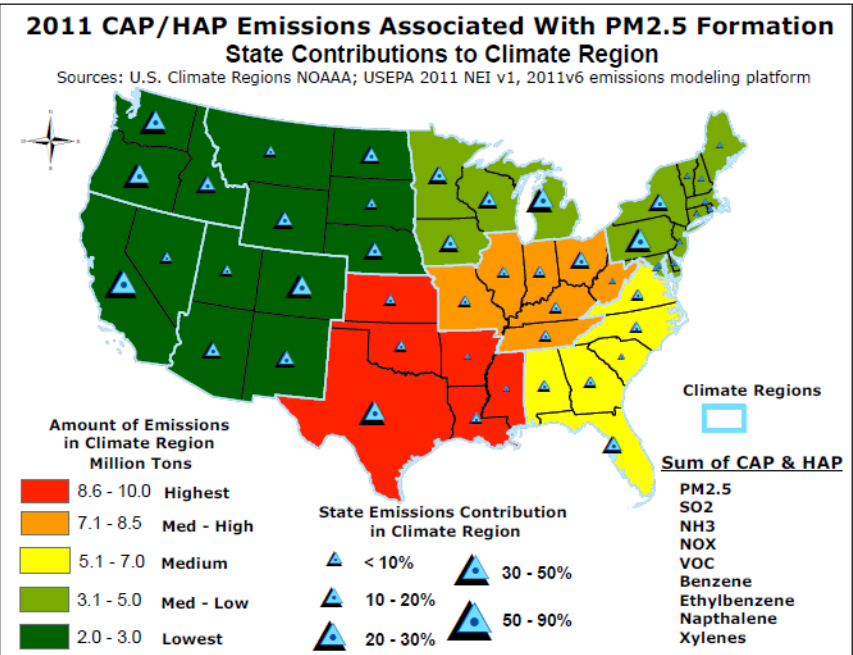 2011 CAP/HAP Emissions Associated With PM2.5 Formation
State Contributions to Climate Region
Sources: U.S. Climate Regions NOAAA; USEPA 2011 NEI v1, 2011v6 emissions modeling platform
Climate Regions
Amount of Emissions
in Climate Region
Million Tons
8.6 - 10.0 Highest
7.1 - 8.5 Med - High
5.1 - 7.0 Medium
3.1 - 5.0 Med - Low
2.0 - 3.0 Lowest
State Emissions Contribution
in Climate Region
< 10%
10 - 20%
20 - 30%
30 - 50%
50 - 90%
Sum of CAP & HAP
PM2.5
SO2
NH3
NOX
VOC
Benzene
Ethylbenzene
Napthalene
Xylenes